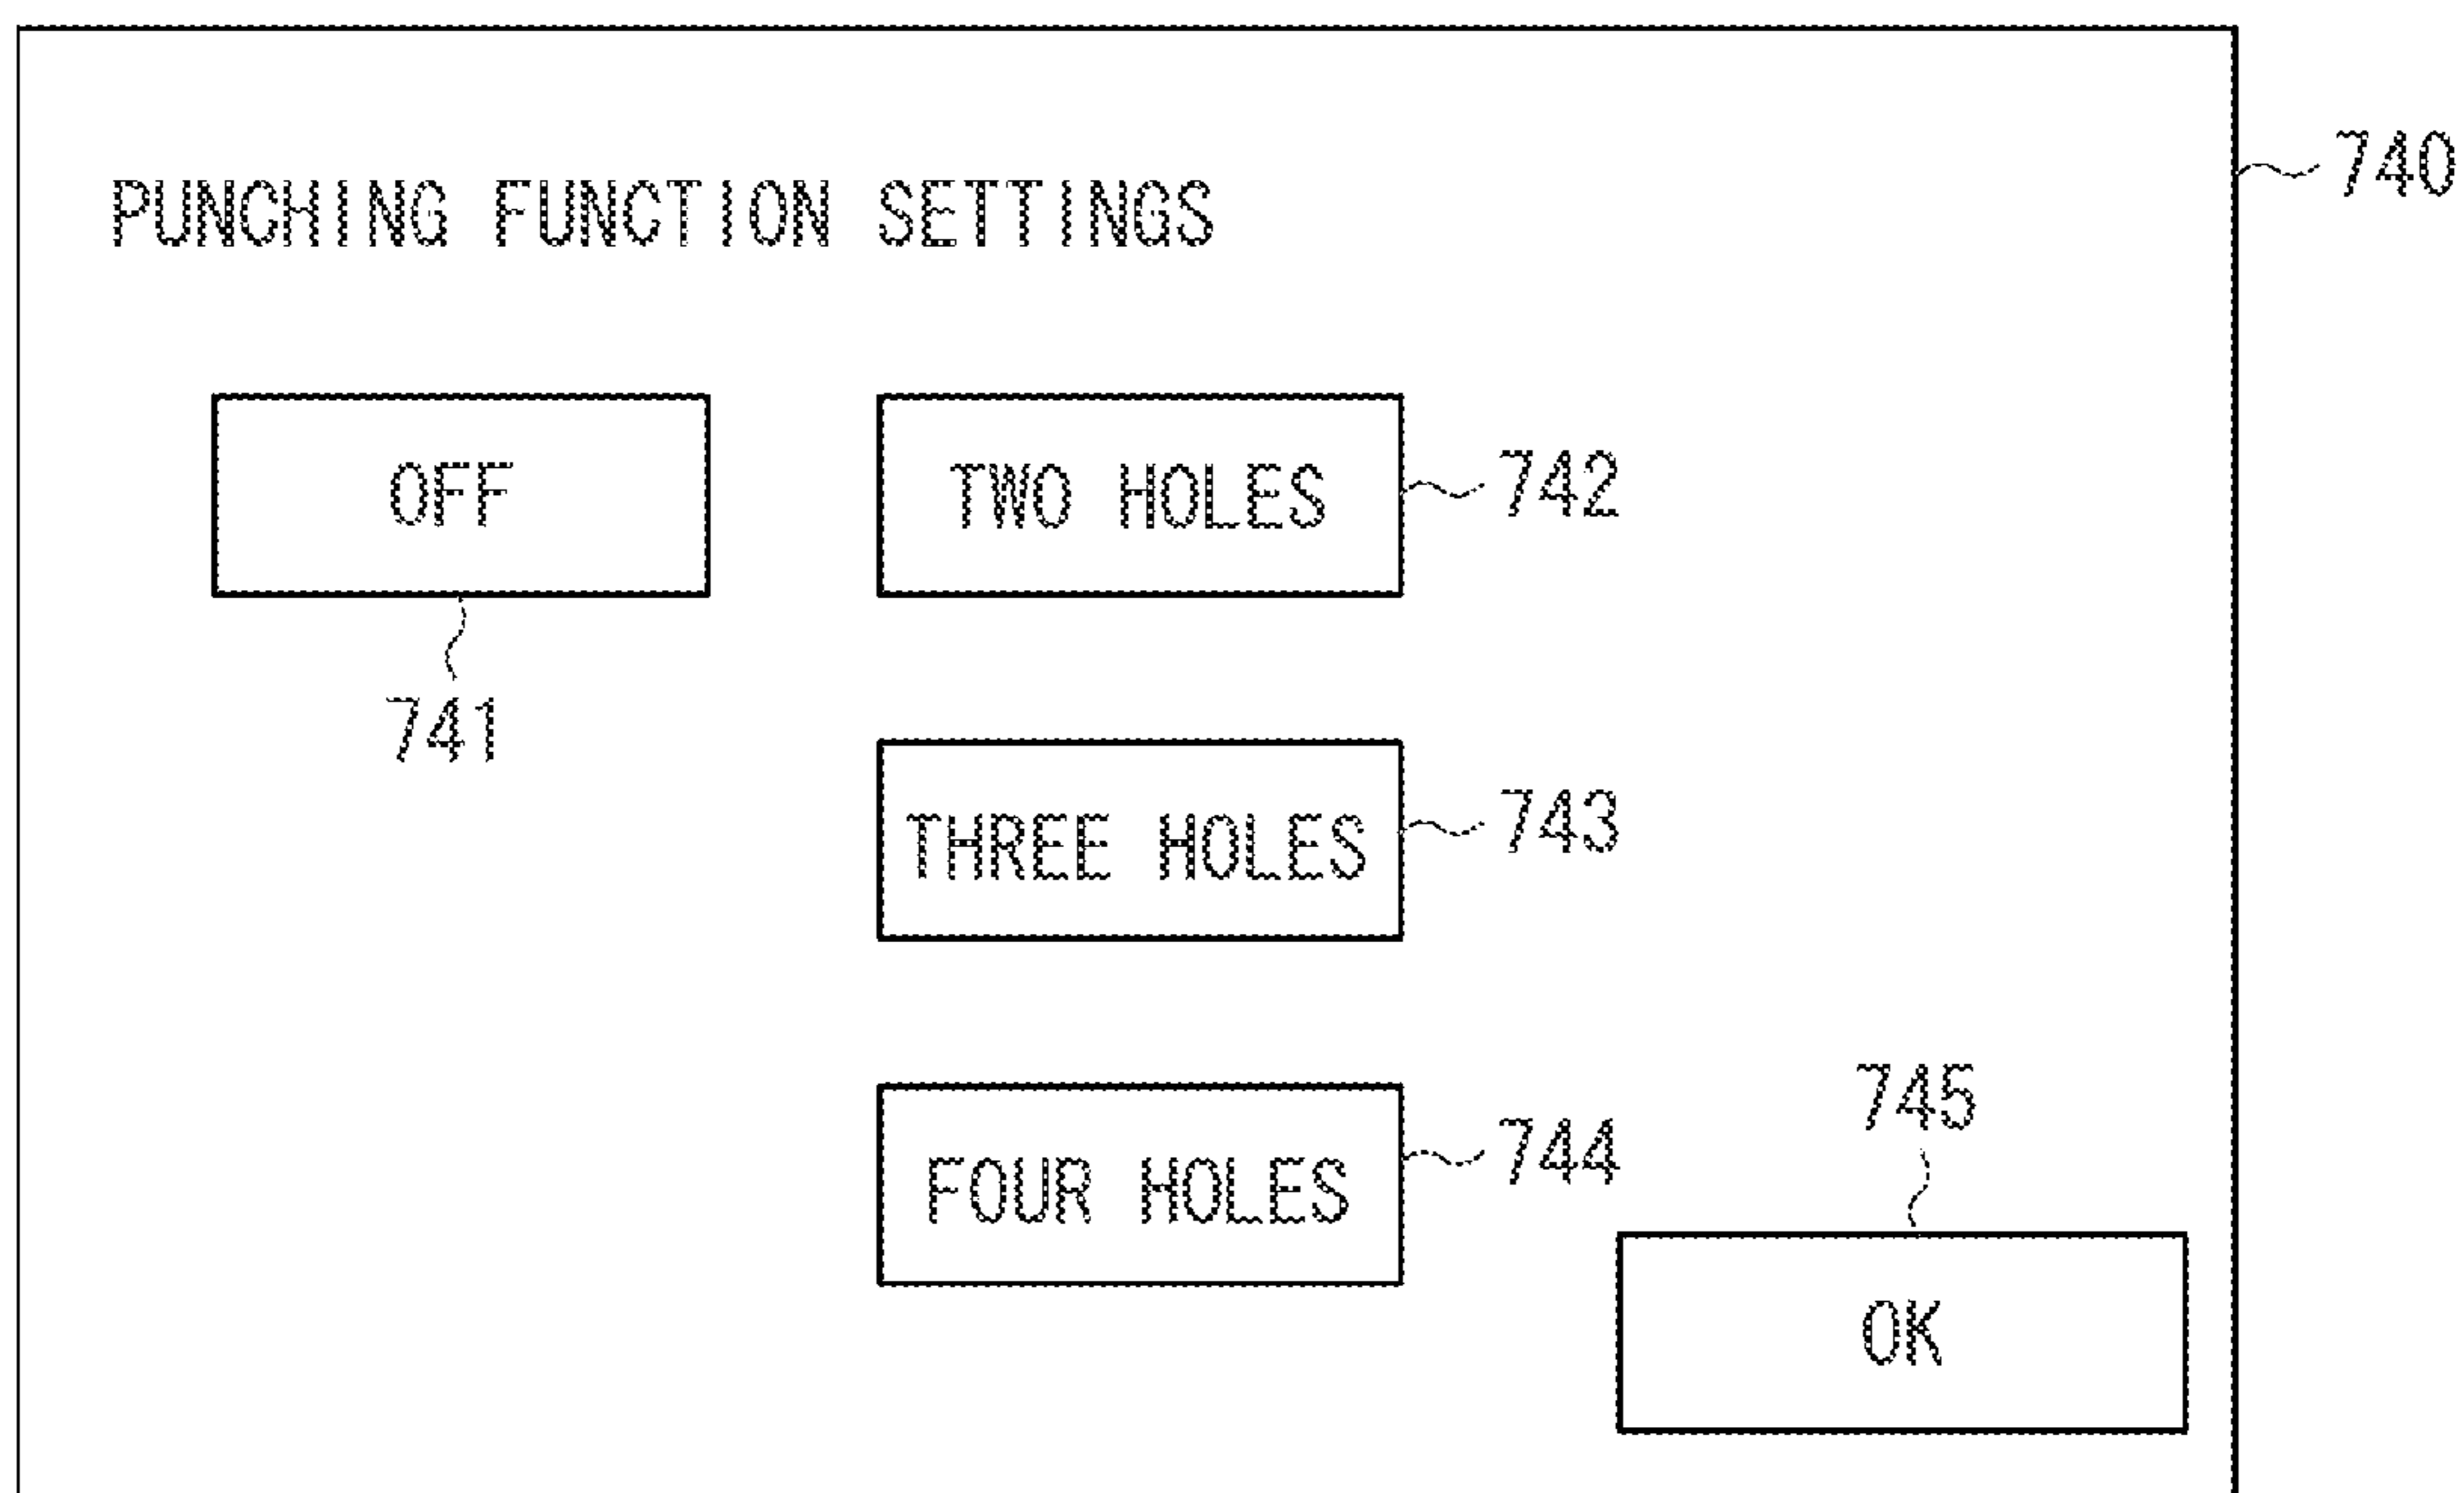 740
PUNCHING FUNCTION SETTINGS
OFF
TWO HOLES
742
741
THREE HOLES
743
FOUR HOLES
744
745
OK